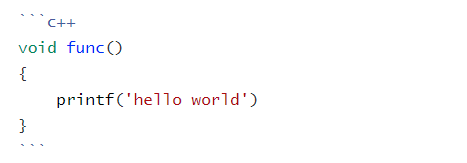 ```c++
void func()
{
    printf('hello world')
}
```